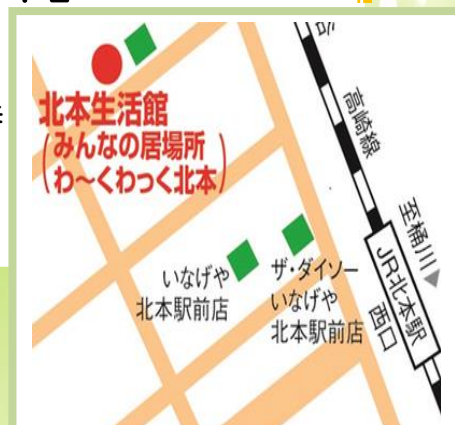 北本生活館
(みんなの居場所
わ～くわっく北本)
高崎線
至桶川
JR北本駅
西口
いなげや
北本駅前店
ザ・ダイソー
いなげや
北本駅前店